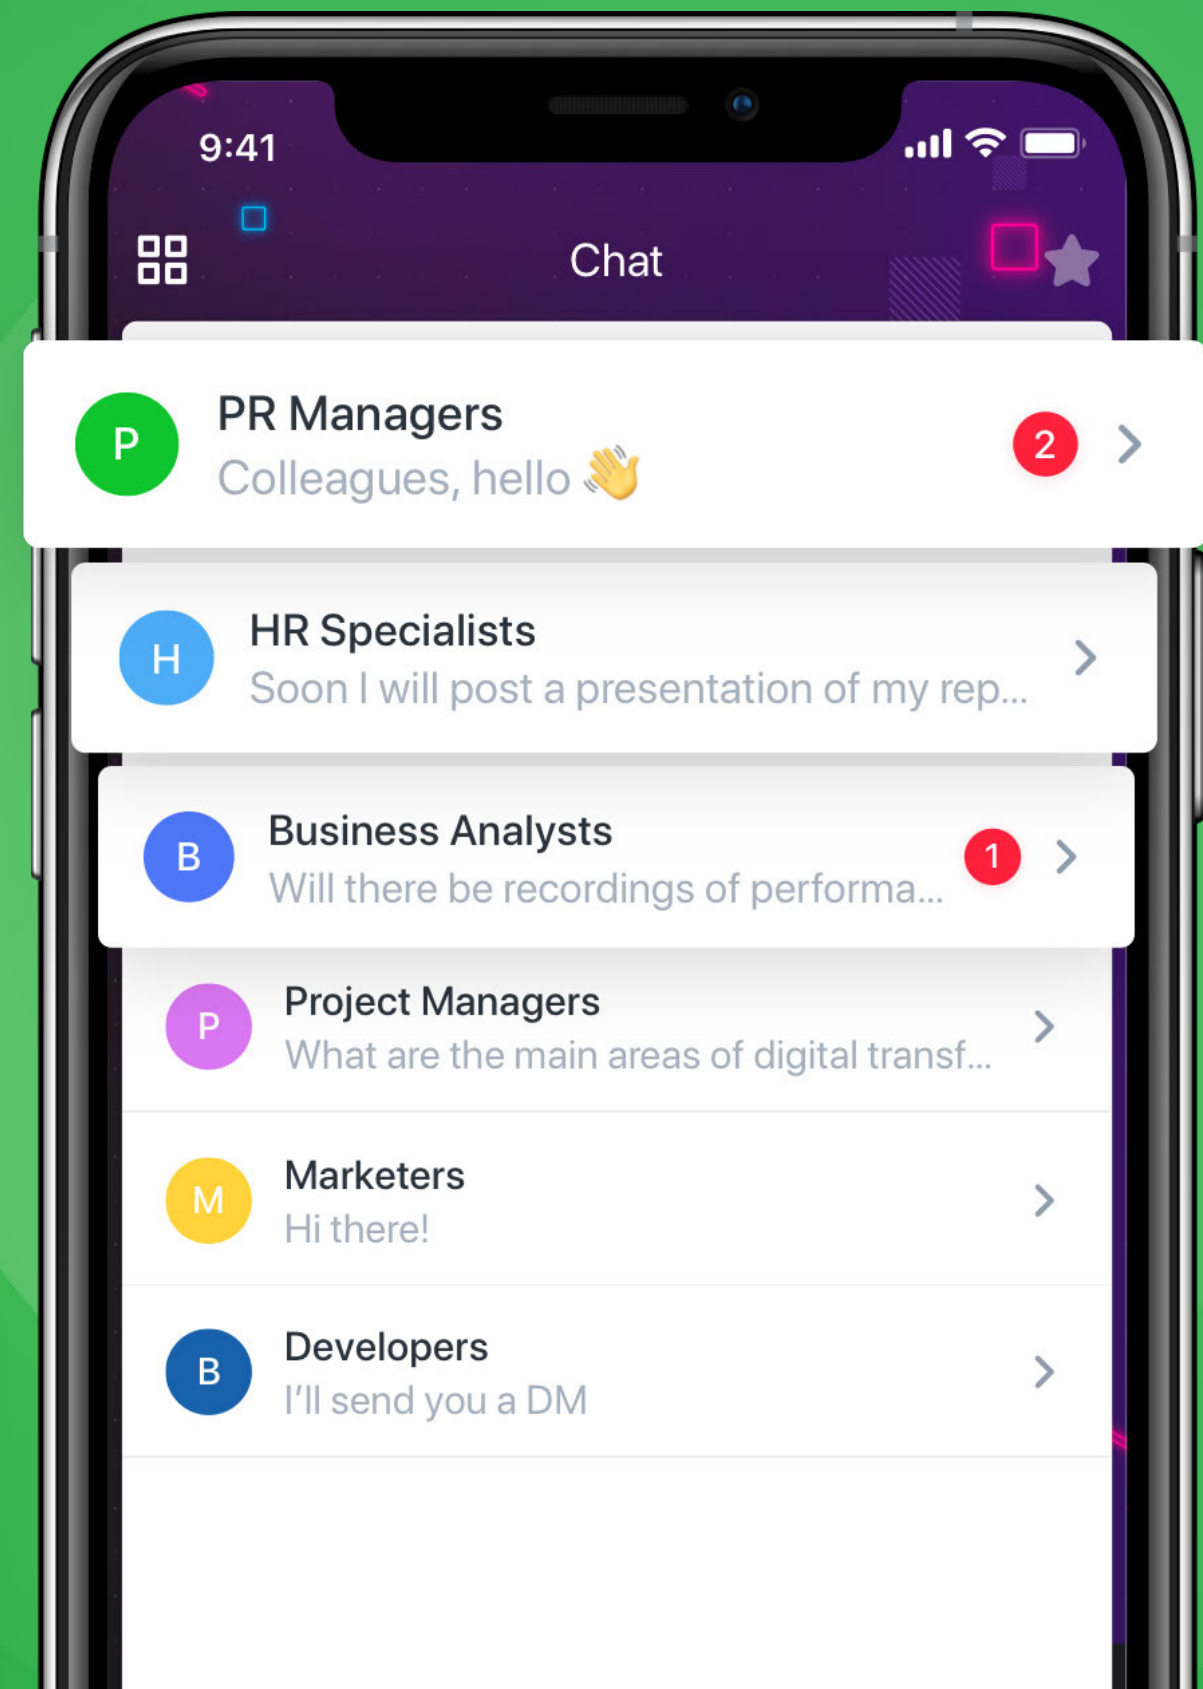 9:41
Chat
P
PR Managers
2
Colleagues, hello 👋
H
HR Specialists
Soon I will post a presentation of my rep...
B
Business Analysts
1
Will there be recordings of performa...
P
Project Managers
What are the main areas of digital transf...
M
Marketers
Hi there!
B
Developers
I’ll send you a DM